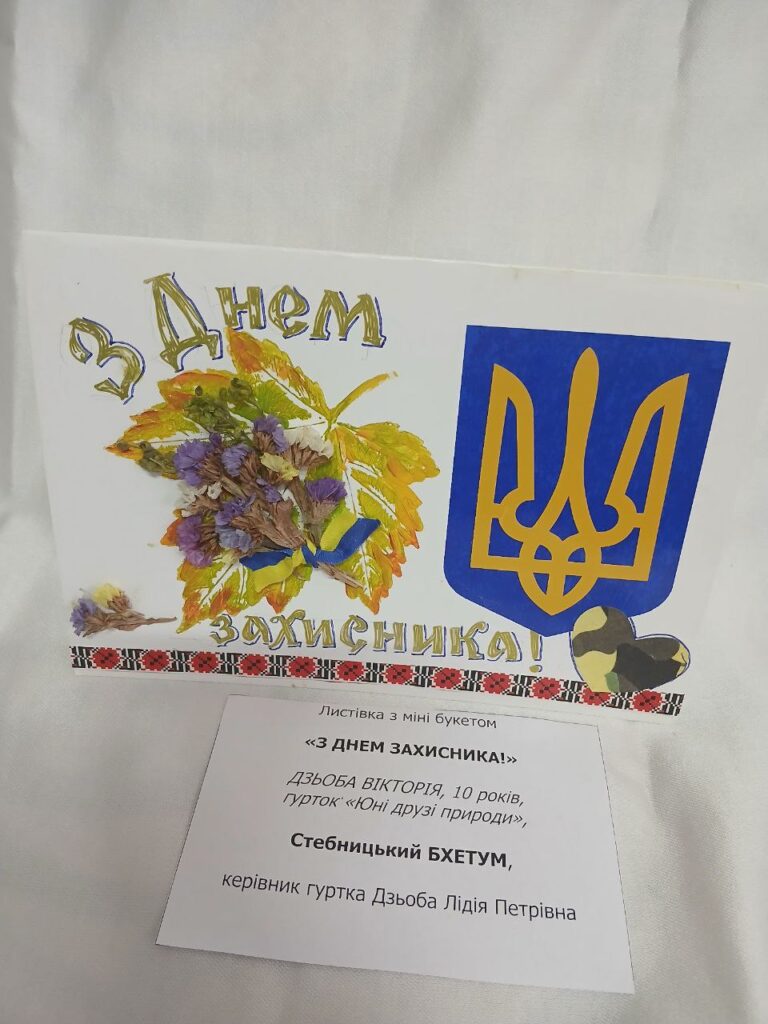 З Днем
захисника!
Листівка з міні букетом
«З ДНЕМ ЗАХИСНИКА!»
ДЗЬОБА ВІКТОРІЯ, 10 років,
гурток «Юні друзі природи»,
Стебницький БХЕТУМ,
керівник гуртка Дзьоба Лідія Петрівна